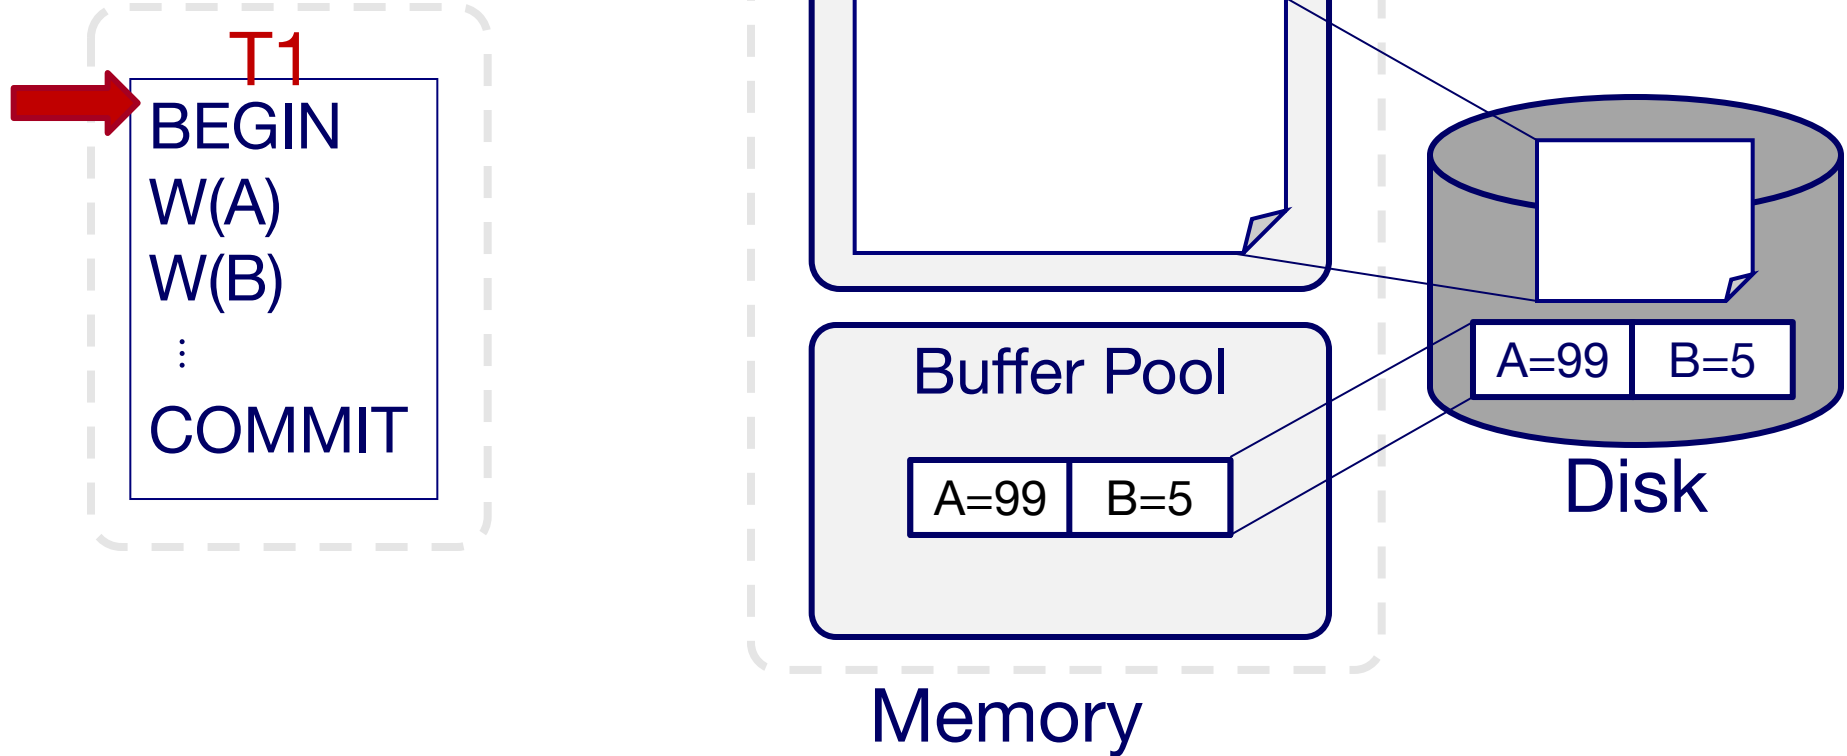 T1
BEGIN
W(A)
W(B)
⋮
COMMIT
Buffer Pool
A=99 B=5
Memory
A=99 B=5
Disk